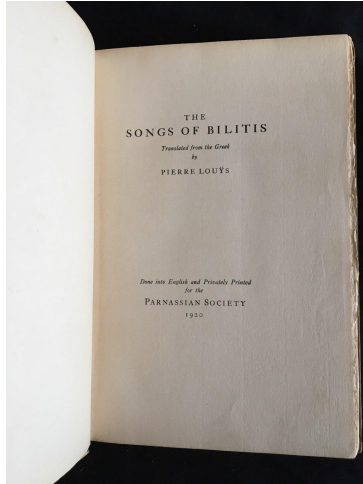 THE
SONGS OF BILITIS
Translated from the Greek
by
PIERRE LOUŸS
Done into English and Privately Printed
for the
PARNASSIAN SOCIETY
1920